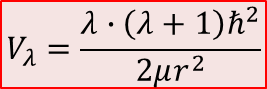 V_λ = λ · (λ + 1)ħ² / 2μr²